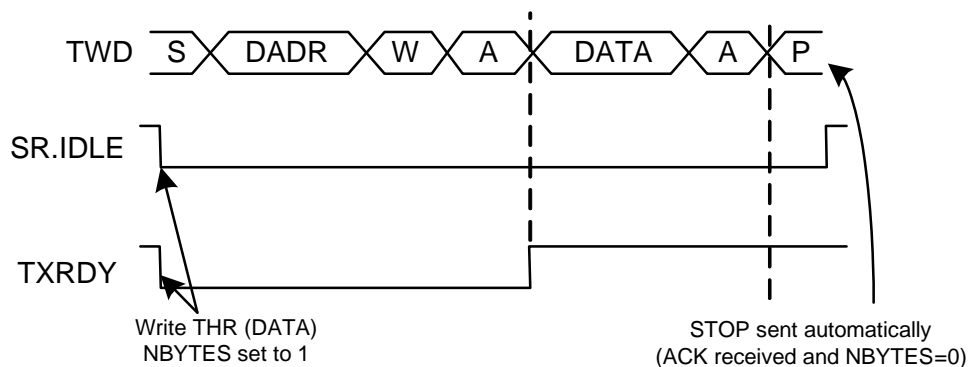 TWD S DADR W A DATA A P
SR.IDLE
TXRDY
Write THR (DATA)
NBYTES set to 1
STOP sent automatically
(ACK received and NBYTES=0)